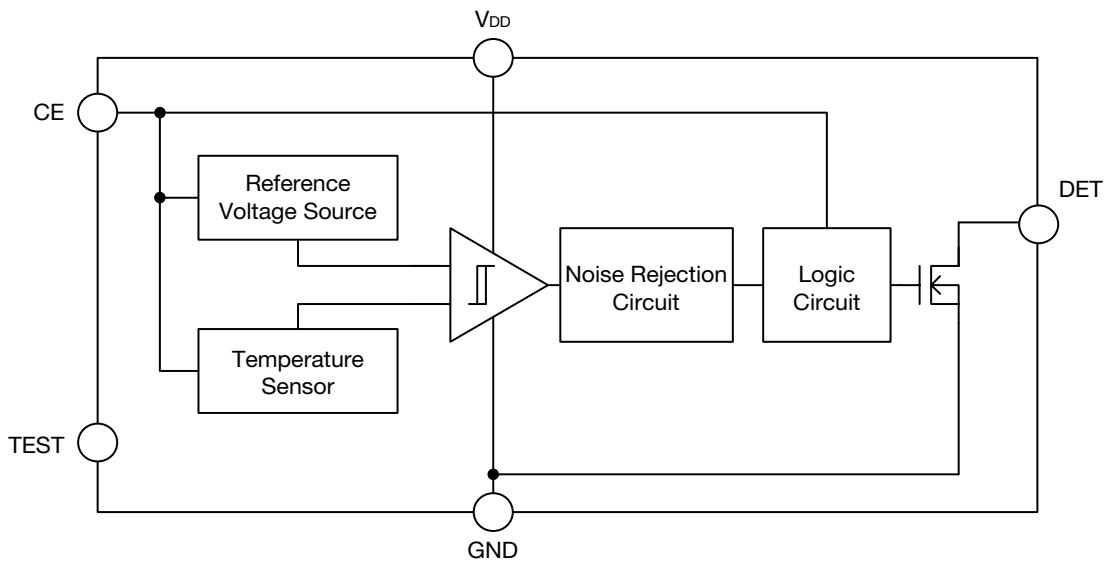 VDD
CE
Reference
Voltage Source
DET
Noise Rejection
Circuit
Logic
Circuit
Temperature
Sensor
TEST
GND